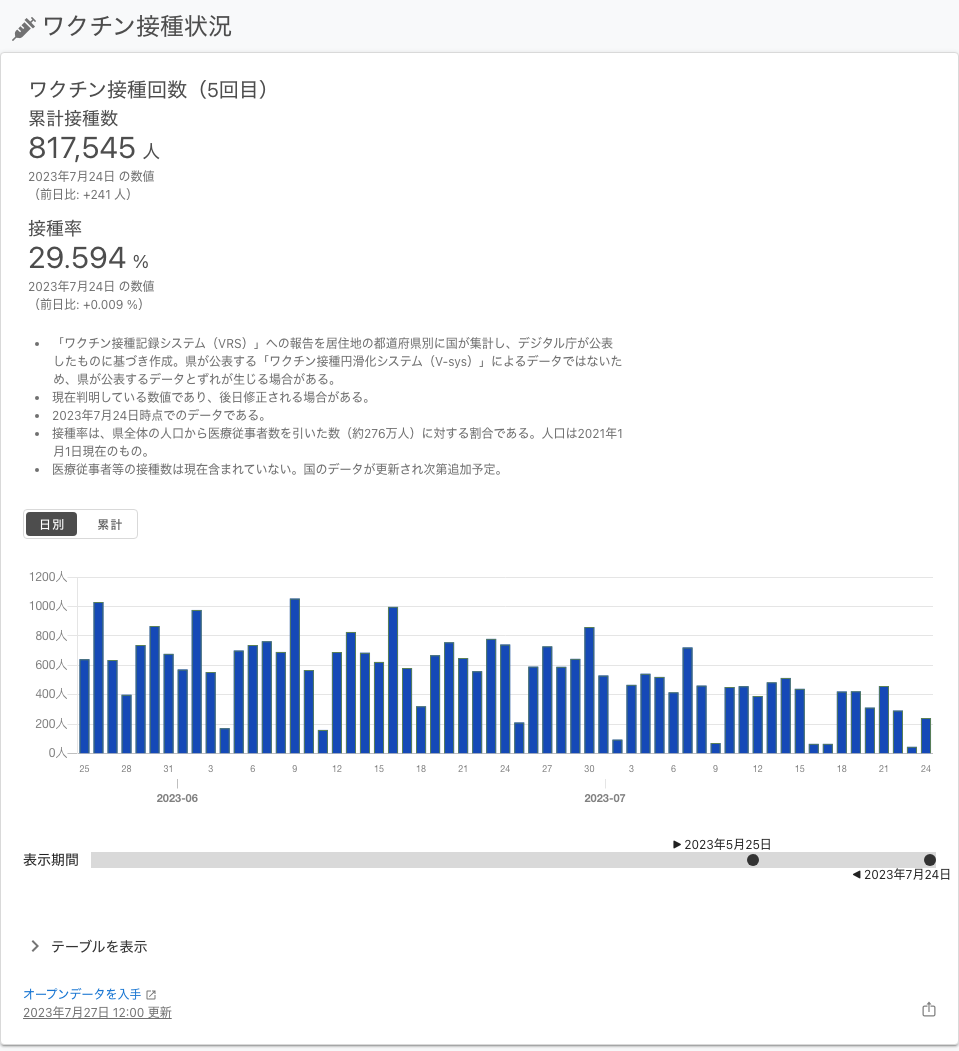 ワクチン接種状況
ワクチン接種回数（5回目）
累計接種数
817,545 人
2023年7月24日 の数値
（前日比: +241 人）
接種率
29.594 %
2023年7月24日 の数値
（前日比: +0.009 %）
• 「ワクチン接種記録システム（VRS）」への報告を居住地の都道府県別に国が集計し、デジタル庁が公表
したものに基づき作成。県が公表する「ワクチン接種円滑化システム（V-sys）」によるデータではないた
め、県が公表するデータとずれが生じる場合がある。
• 現在判明している数値であり、後日修正される場合がある。
• 2023年7月24日時点でのデータである。
• 接種率は、県全体の人口から医療従事者数を引いた数（約276万人）に対する割合である。人口は2021年1
月1日現在のもの。
• 医療従事者等の接種数は現在含まれていない。国のデータが更新され次第追加予定。
日別 累計
1200人
1000人
800人
600人
400人
200人
0人
25 28 31 3 6 9 12 15 18 21 24 27 30 3 6 9 12 15 18 21 24
2023-06 2023-07
▶ 2023年5月25日
表示期間
◀ 2023年7月24日
テーブルを表示
オープンデータを入手
2023年7月27日 12:00 更新